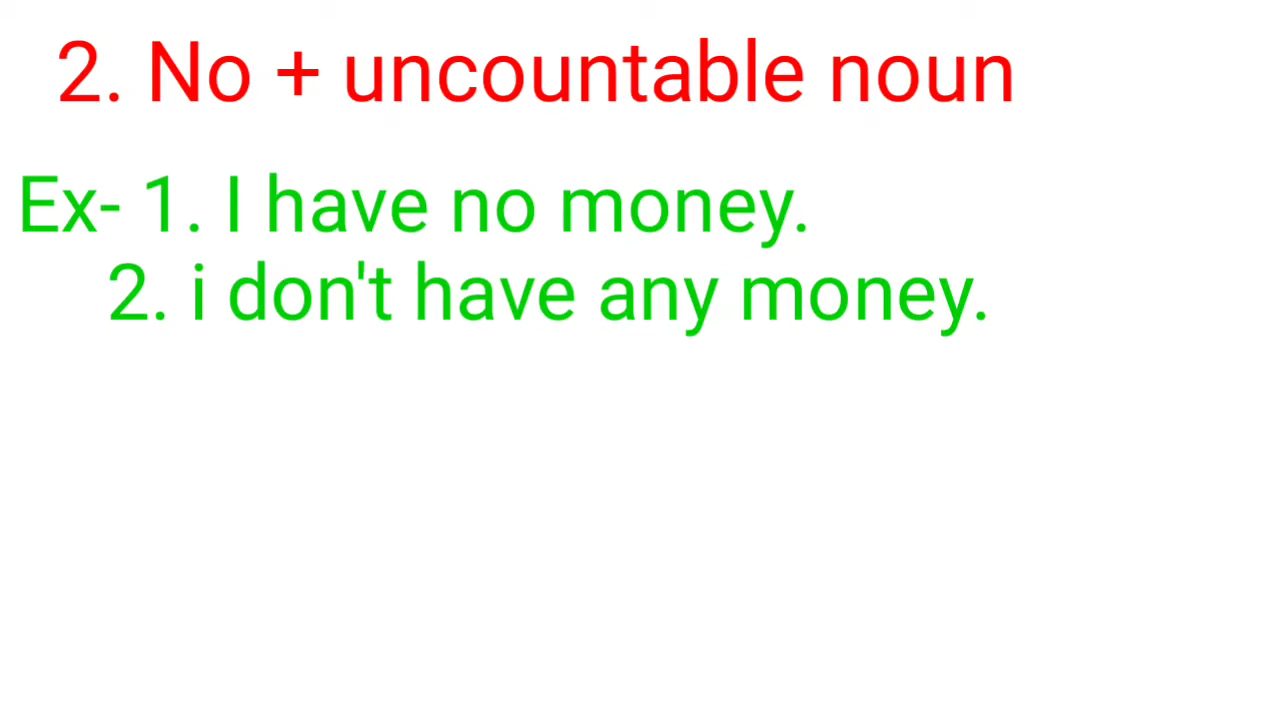 2. No + uncountable noun
Ex- 1. I have no money.
2. i don't have any money.